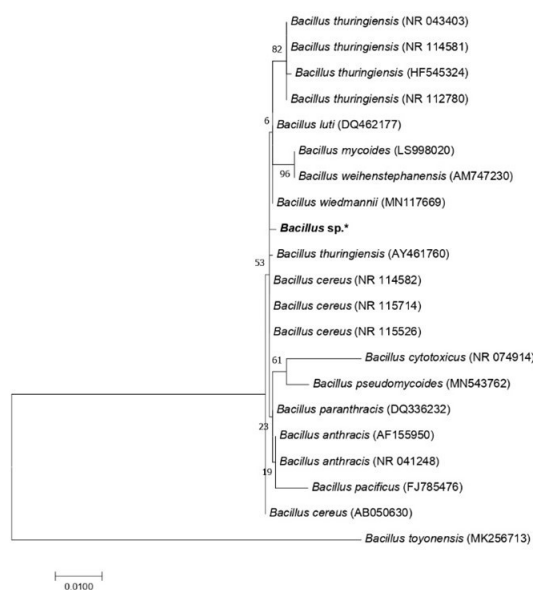 Bacillus thuringiensis (NR 043403)
82
Bacillus thuringiensis (NR 114581)
Bacillus thuringiensis (HF545324)
Bacillus thuringiensis (NR 112780)
6
Bacillus luti (DQ462177)
Bacillus mycoides (LS998020)
96
Bacillus weihenstephanensis (AM747230)
Bacillus wiedmannii (MN117669)
Bacillus sp.*
Bacillus thuringiensis (AY461760)
53
Bacillus cereus (NR 114582)
Bacillus cereus (NR 115714)
Bacillus cereus (NR 115526)
61
Bacillus cytotoxicus (NR 074914)
Bacillus pseudomycoides (MN543762)
Bacillus paranthracis (DQ336232)
23
Bacillus anthracis (AF155950)
Bacillus anthracis (NR 041248)
19
Bacillus pacificus (FJ785476)
Bacillus cereus (AB050630)
Bacillus toyonensis (MK256713)
0.0100